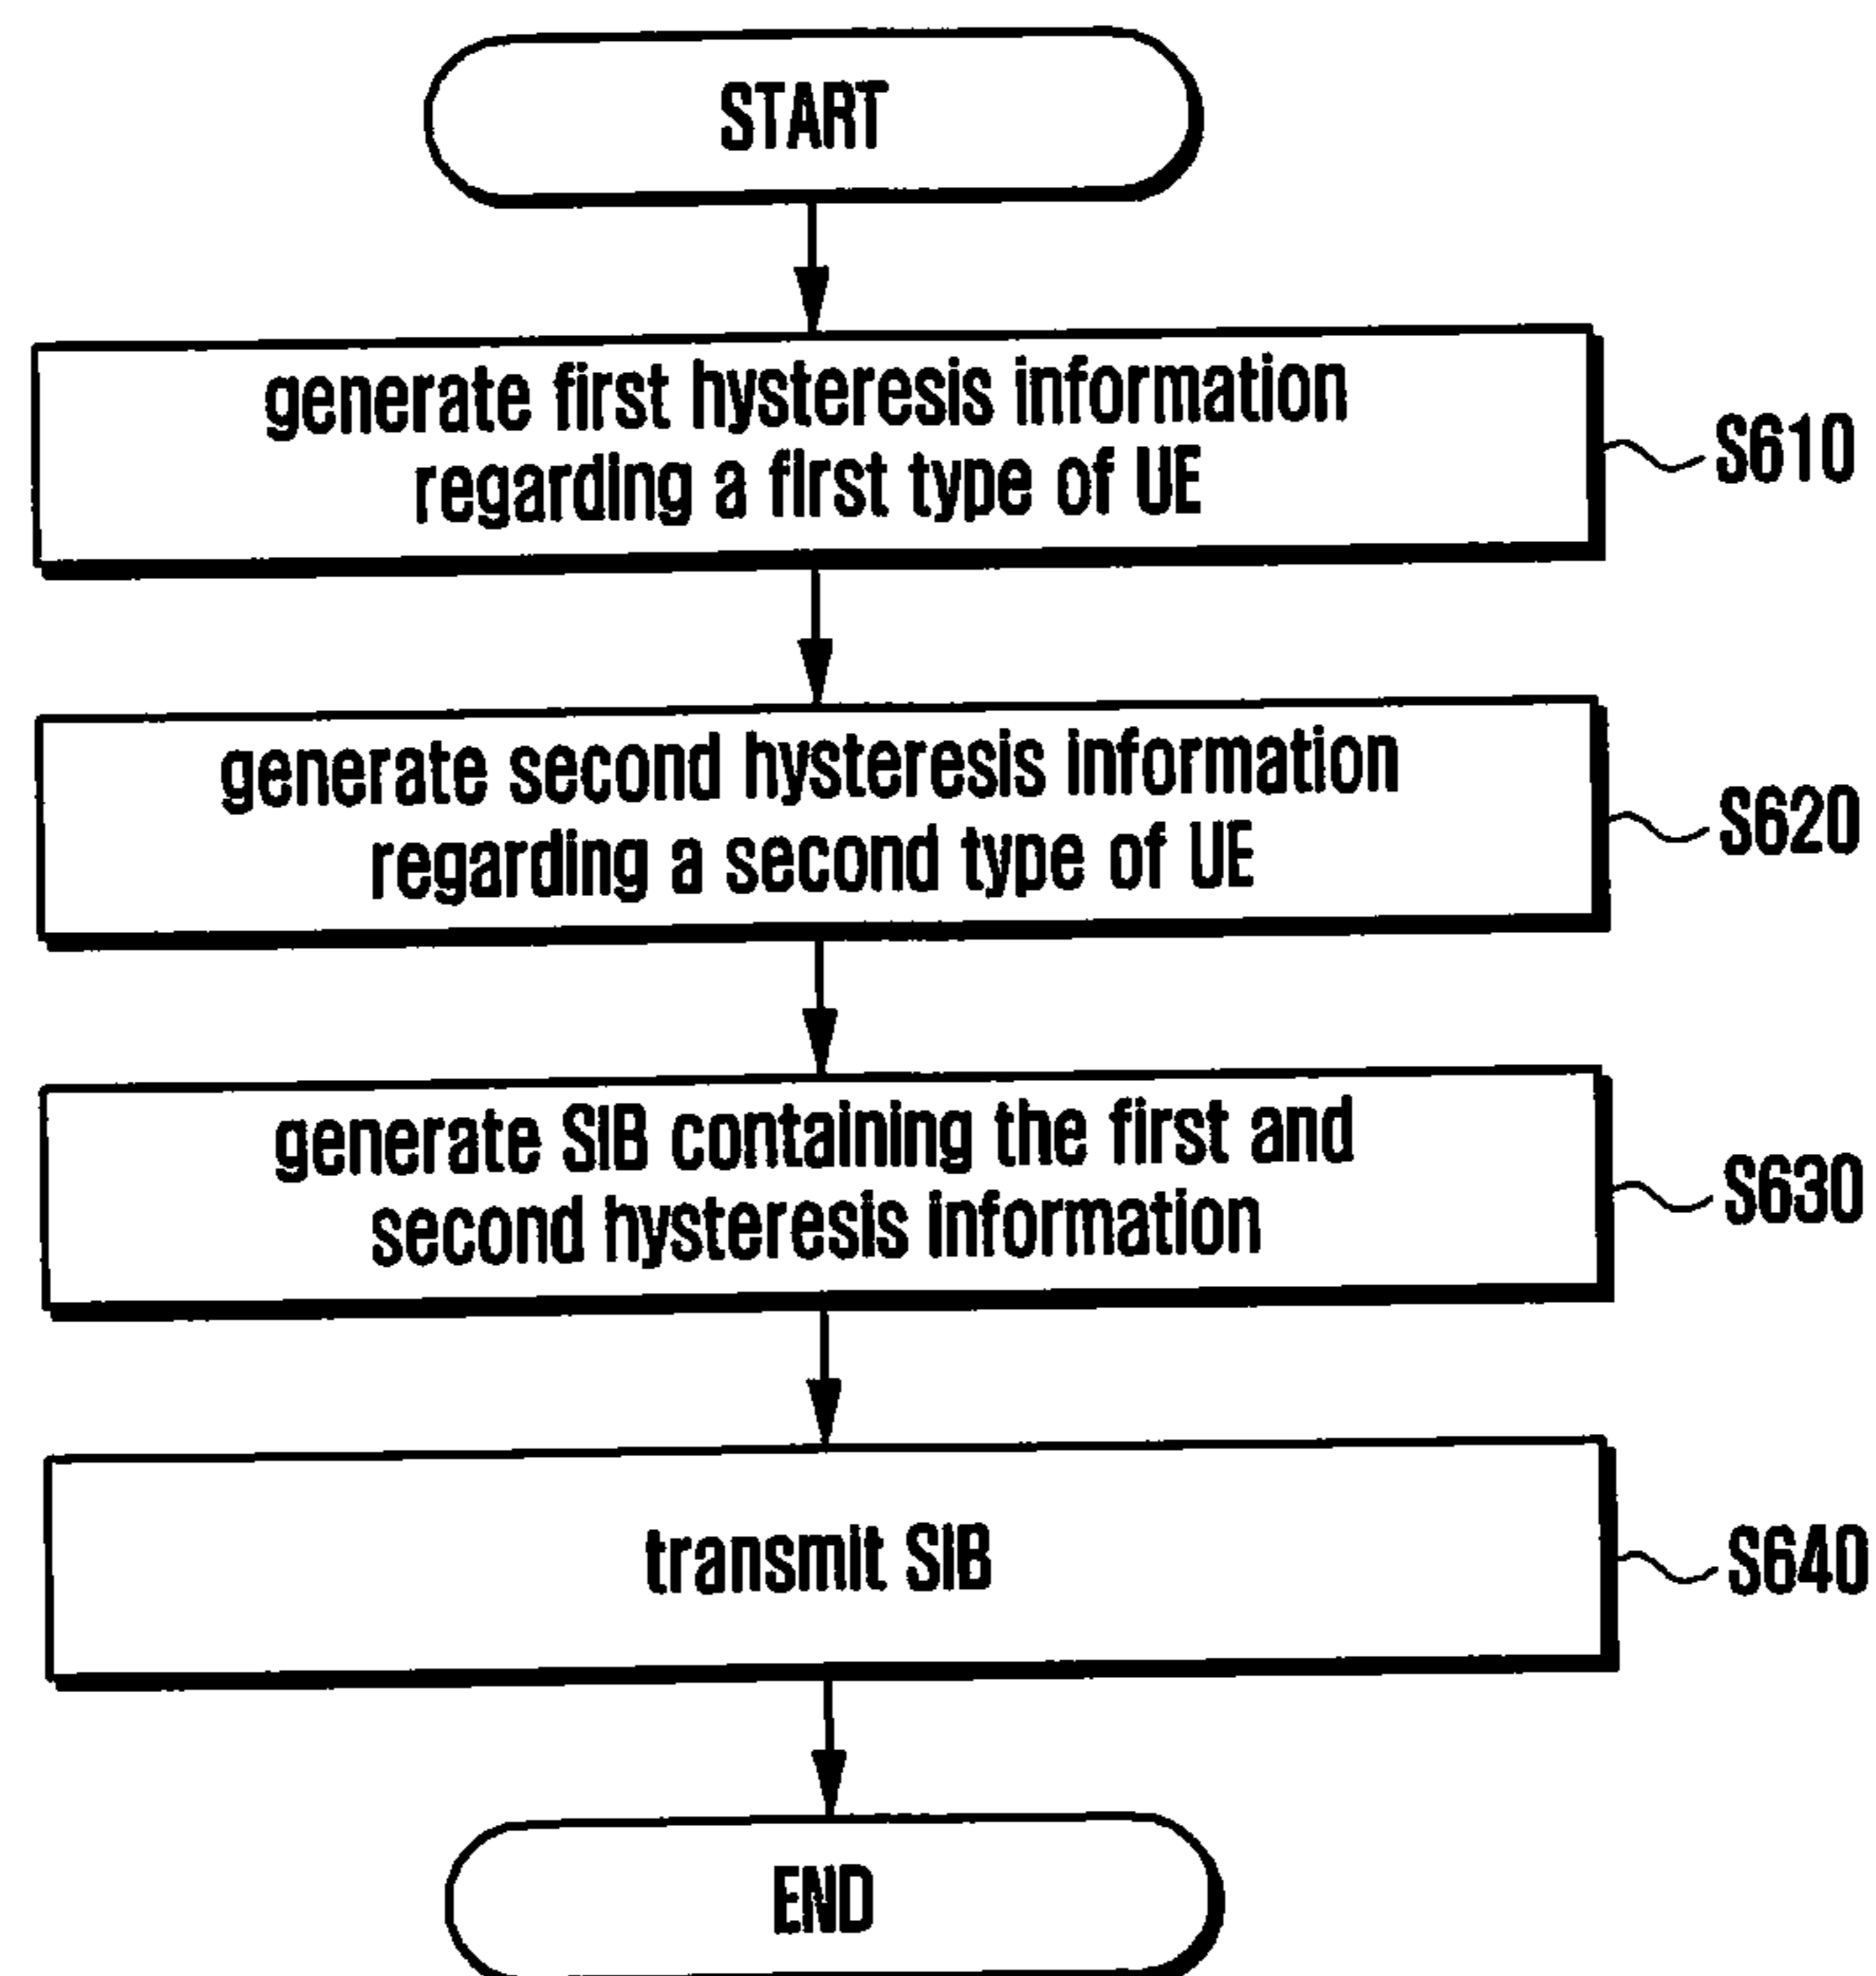 START
generate first hysteresis information
regarding a first type of UE
S610
generate second hysteresis information
regarding a second type of UE
S620
generate SIB containing the first and
second hysteresis information
S630
transmit SIB
S640
END